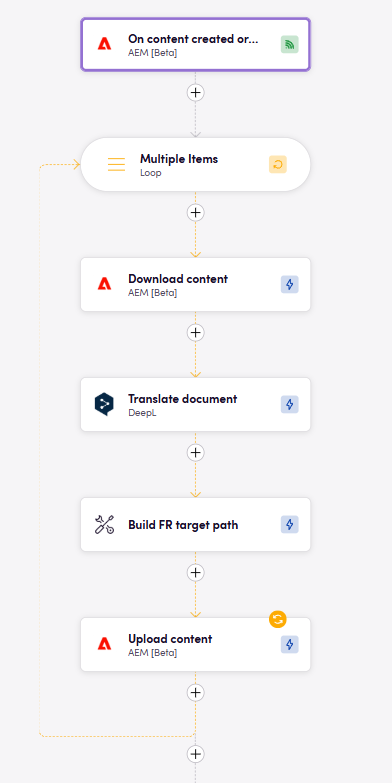 On content created or...
AEM [Beta]
Multiple Items
Loop
Download content
AEM [Beta]
Translate document
DeepL
Build FR target path
Upload content
AEM [Beta]